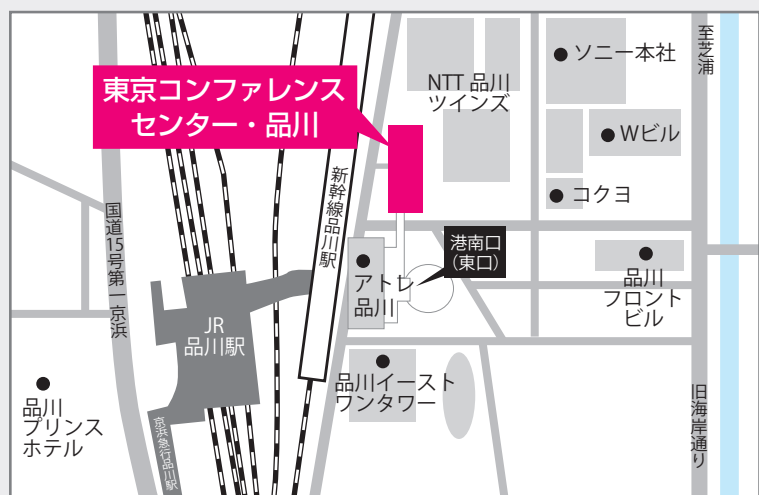 東京コンファレンス
センター・品川
NTT 品川
ツインズ
ソニー本社
Wビル
コクヨ
至芝浦
新幹線品川駅
国道15号第一京浜
港南口
(東口)
アトレ
品川
品川
フロント
ビル
JR
品川駅
品川イースト
ワンタワー
品川
プリンス
ホテル
京浜急行品川駅
旧海岸通り